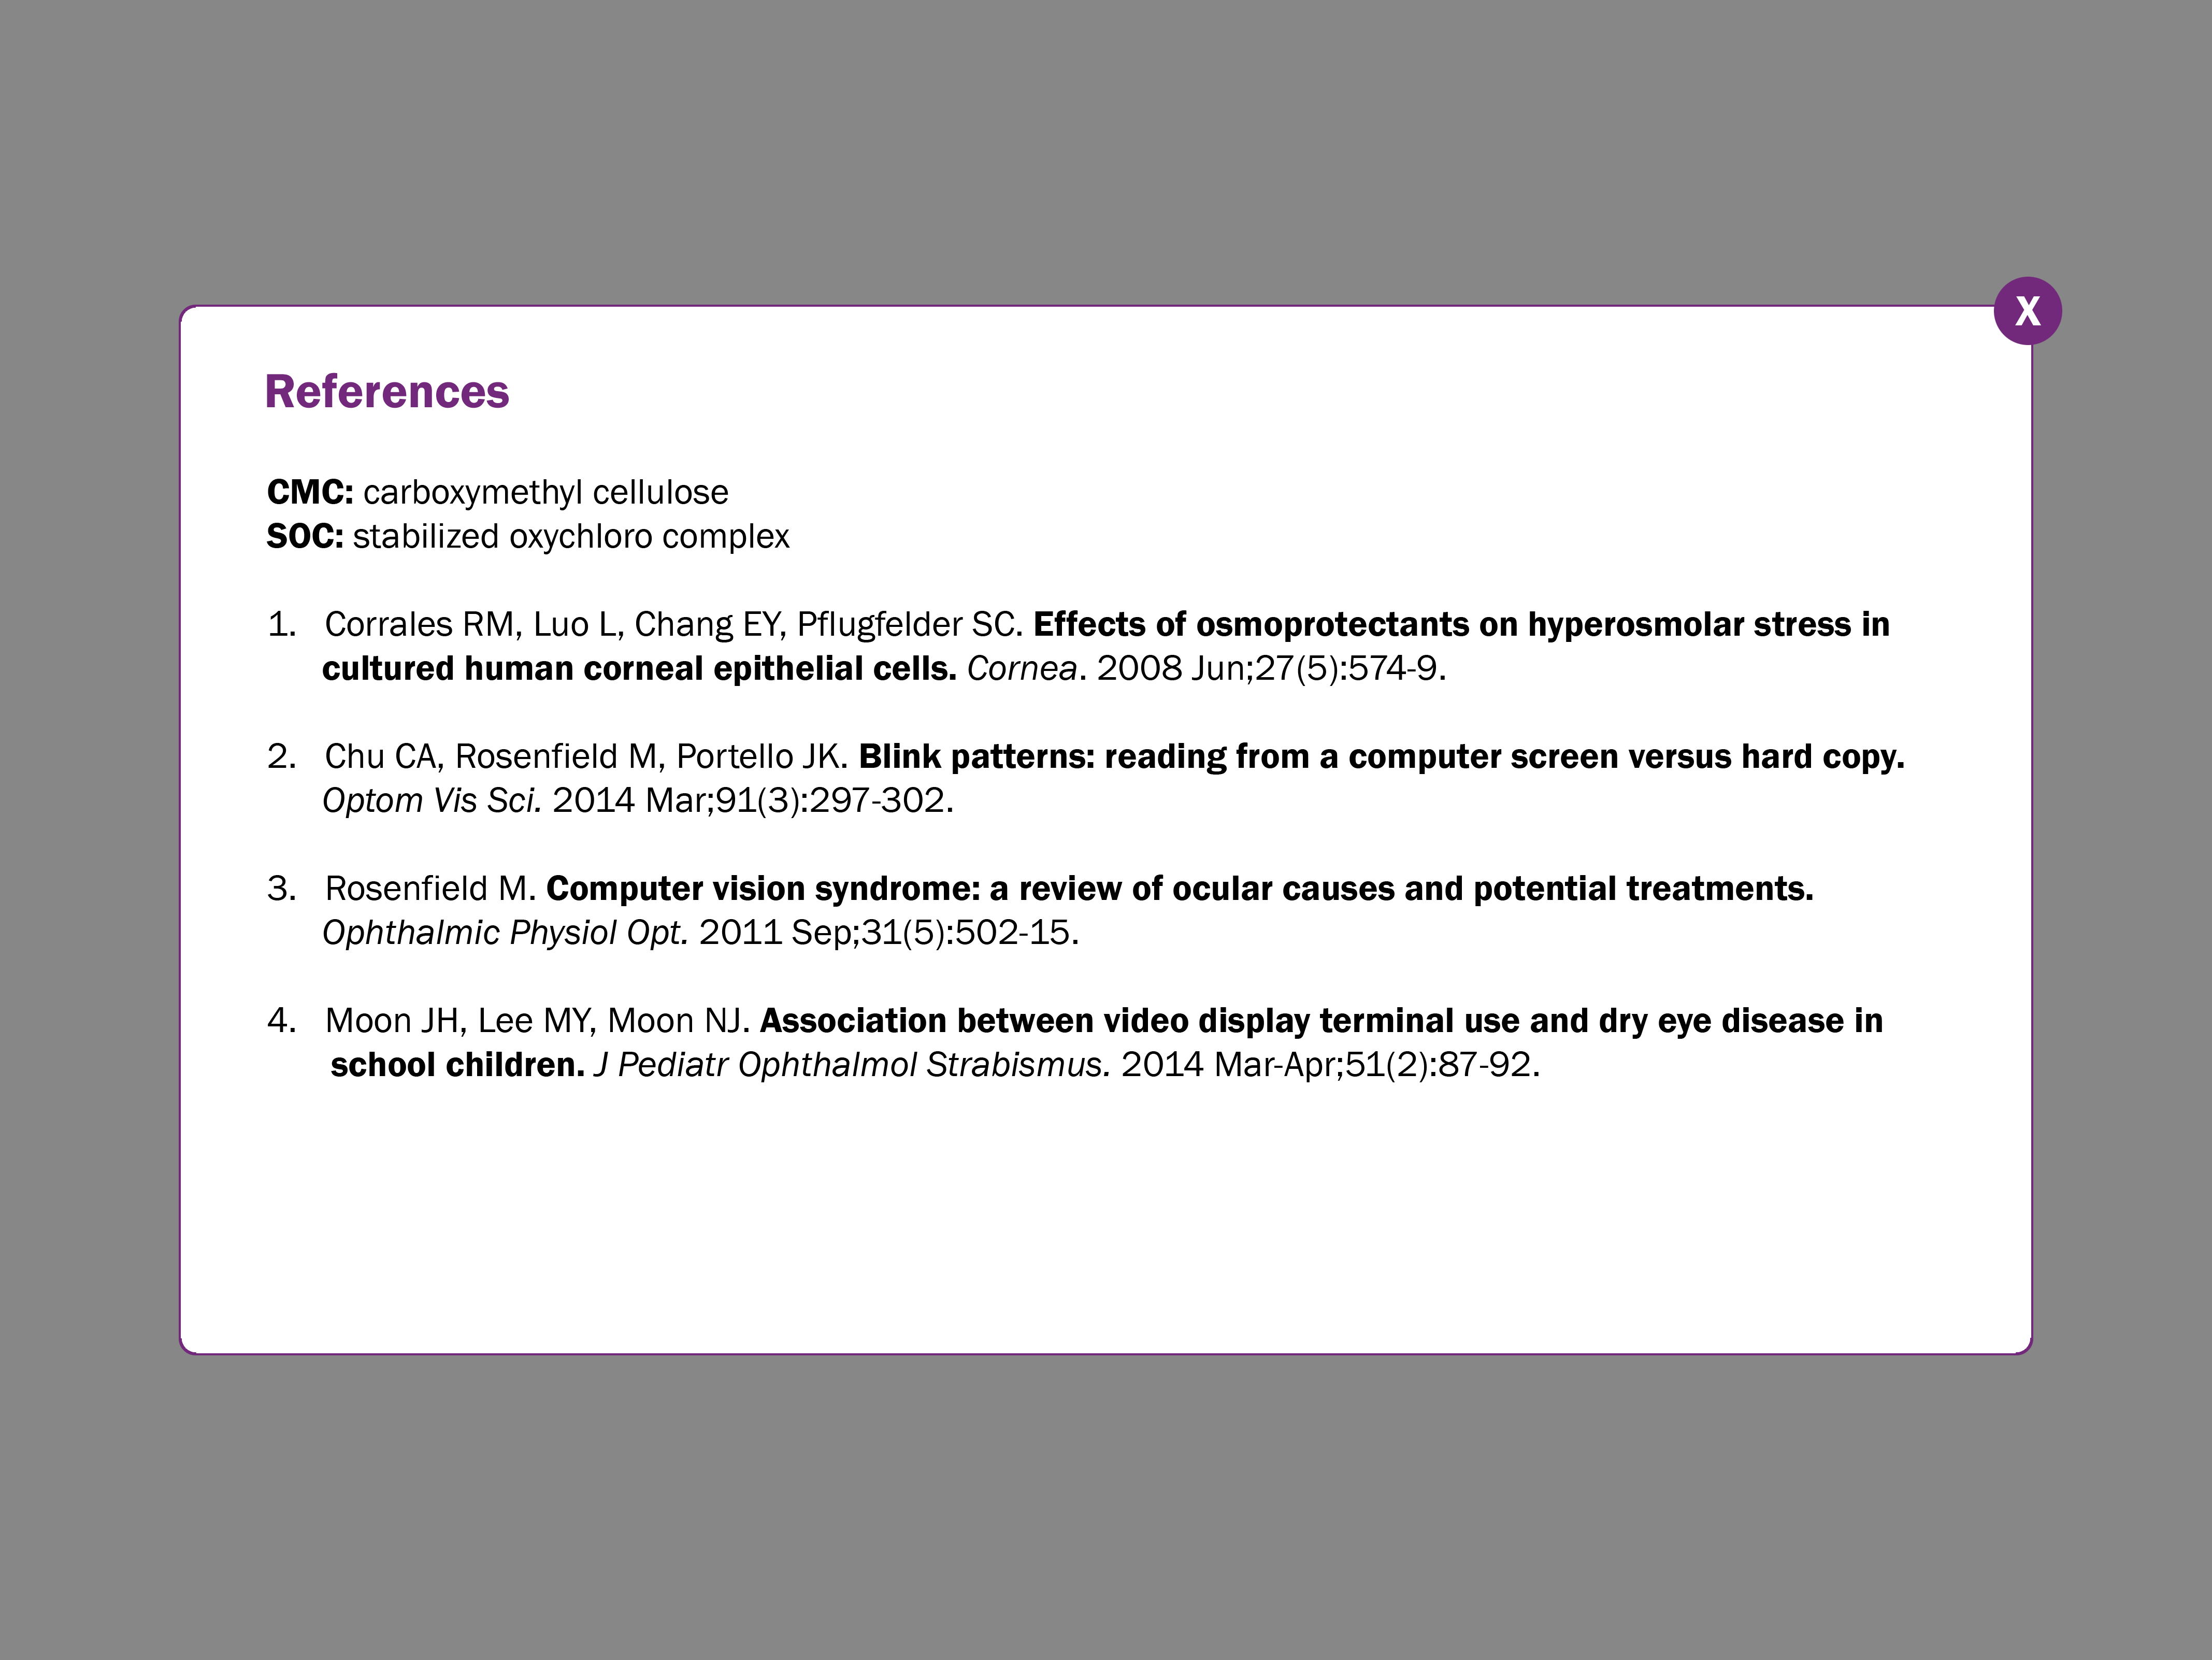 X
References
CMC: carboxymethyl cellulose
SOC: stabilized oxychloro complex
1. Corrales RM, Luo L, Chang EY, Pflugfelder SC. Effects of osmoprotectants on hyperosmolar stress in
cultured human corneal epithelial cells. Cornea. 2008 Jun;27(5):574-9.
2. Chu CA, Rosenfield M, Portello JK. Blink patterns: reading from a computer screen versus hard copy.
Optom Vis Sci. 2014 Mar;91(3):297-302.
3. Rosenfield M. Computer vision syndrome: a review of ocular causes and potential treatments.
Ophthalmic Physiol Opt. 2011 Sep;31(5):502-15.
4. Moon JH, Lee MY, Moon NJ. Association between video display terminal use and dry eye disease in
school children. J Pediatr Ophthalmol Strabismus. 2014 Mar-Apr;51(2):87-92.